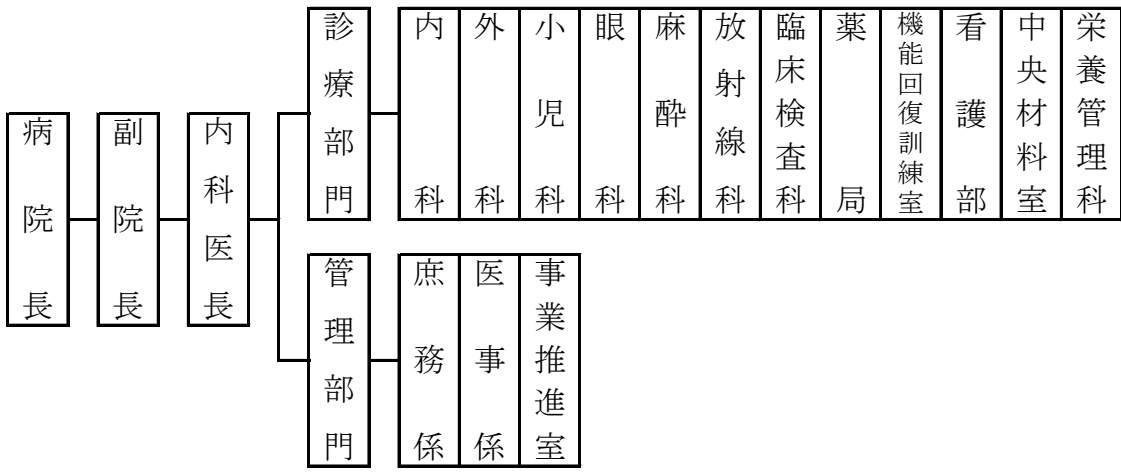 病院長
副院長
内科医長
診療部門
内科
外科
小児科
眼科
麻酔科
放射線科
臨床検査科
薬局
機能回復訓練室
看護部
中央材料室
栄養管理科
管理部門
庶務係
医事係
事業推進室